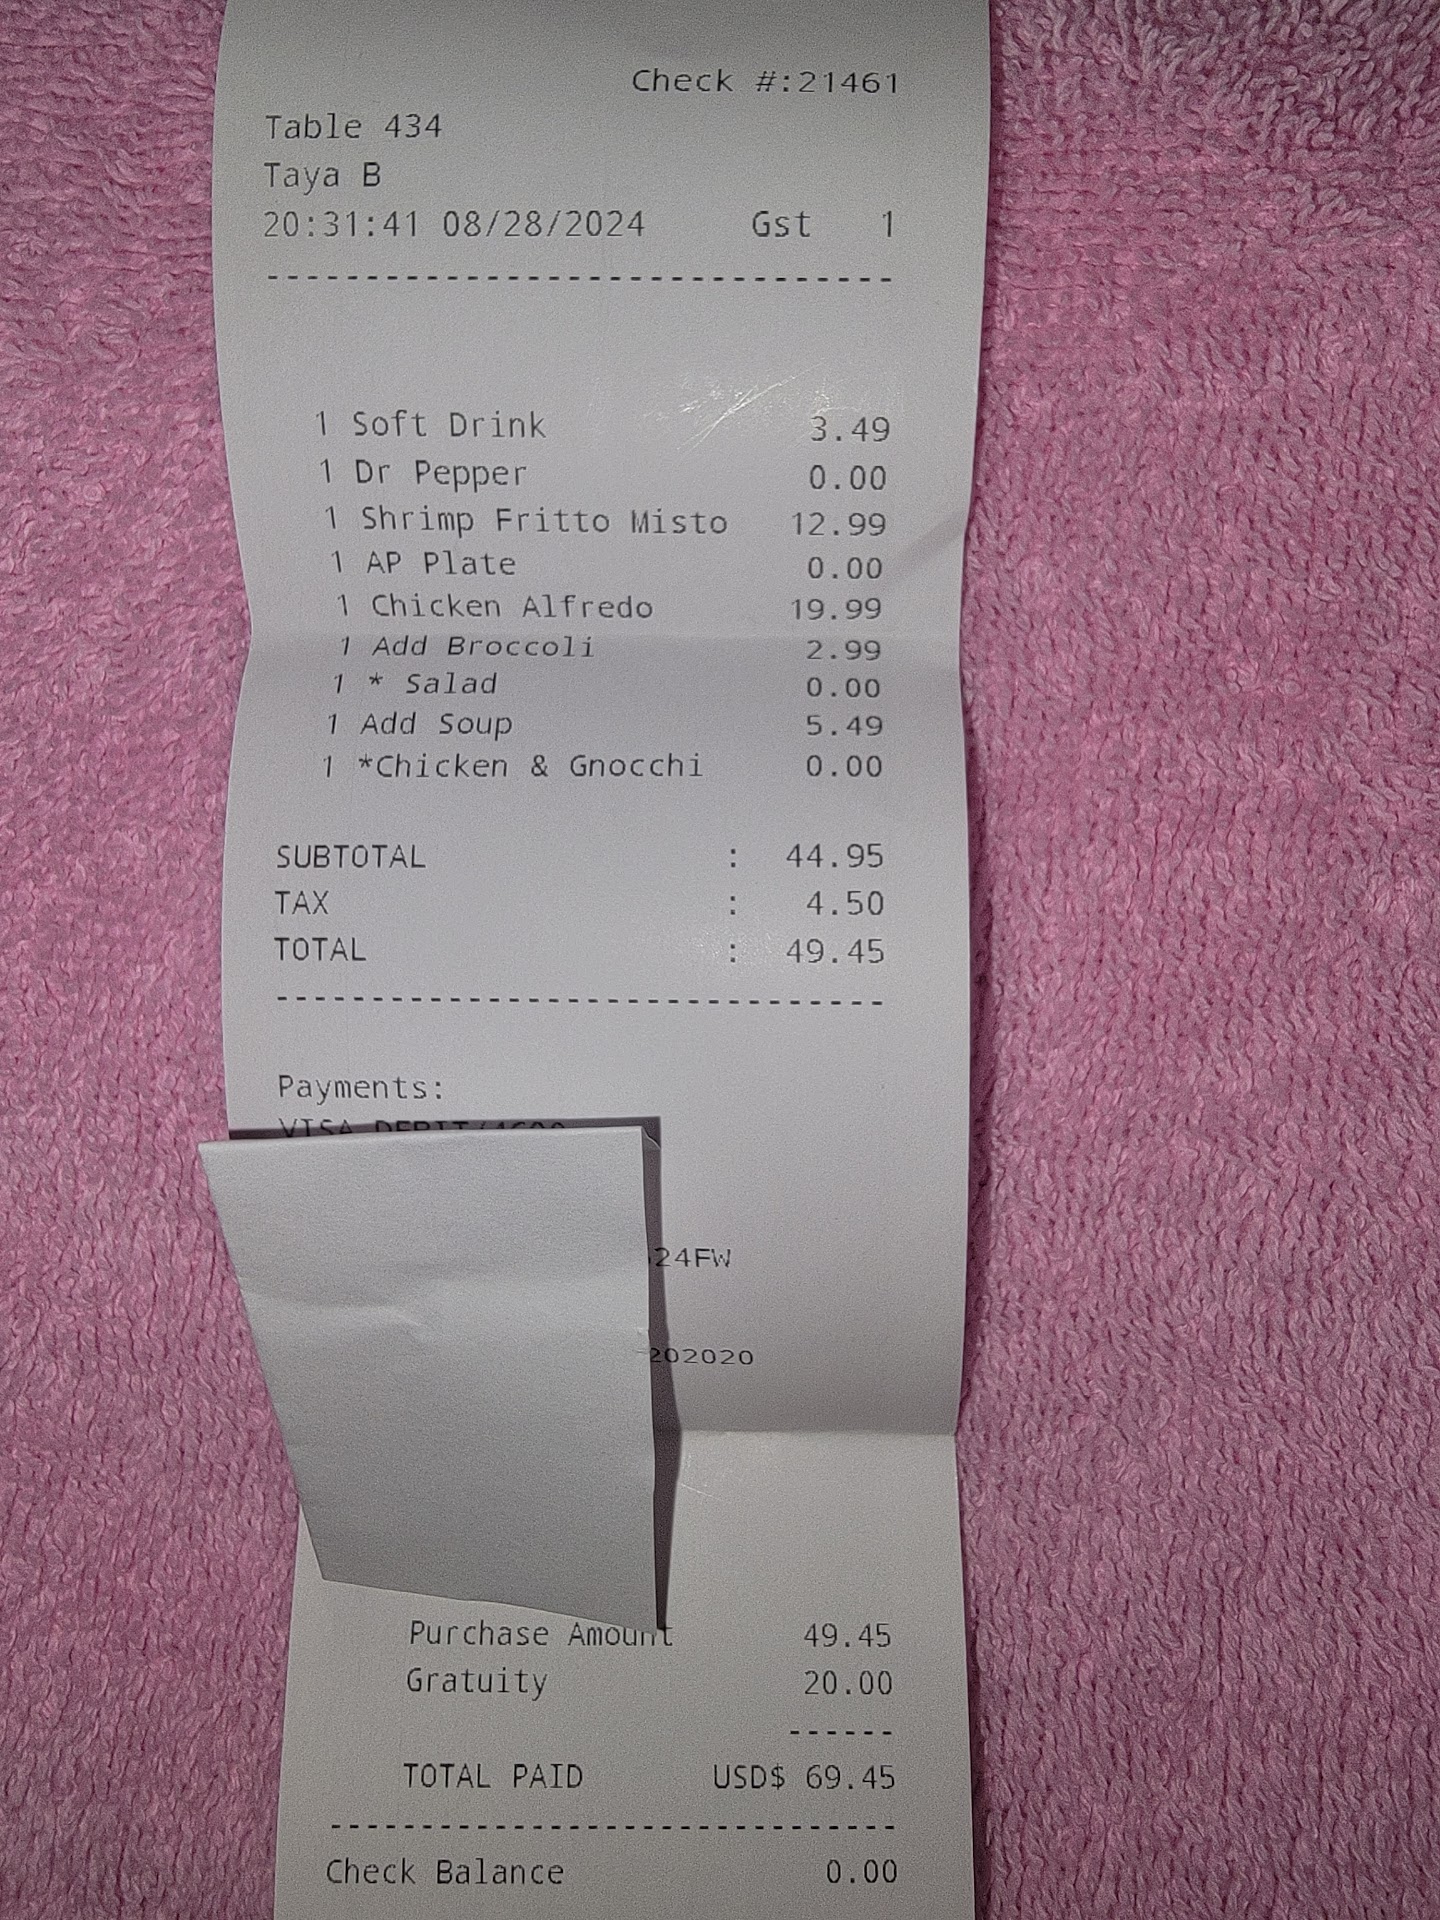 Check #:21461
Table 434
Taya B
20:31:41 08/28/2024 Gst 1
-------------------------------
1 Soft Drink 3.49
1 Dr Pepper 0.00
1 Shrimp Fritto Misto 12.99
1 AP Plate 0.00
1 Chicken Alfredo 19.99
1 Add Broccoli 2.99
1 * Salad 0.00
1 Add Soup 5.49
1 *Chicken & Gnocchi 0.00
SUBTOTAL : 44.95
TAX : 4.50
TOTAL : 49.45
-------------------------------
Payments:
VISA
24FW
202020
Purchase Amount 49.45
Gratuity 20.00
------
TOTAL PAID USD$ 69.45
-------------------------------
Check Balance 0.00